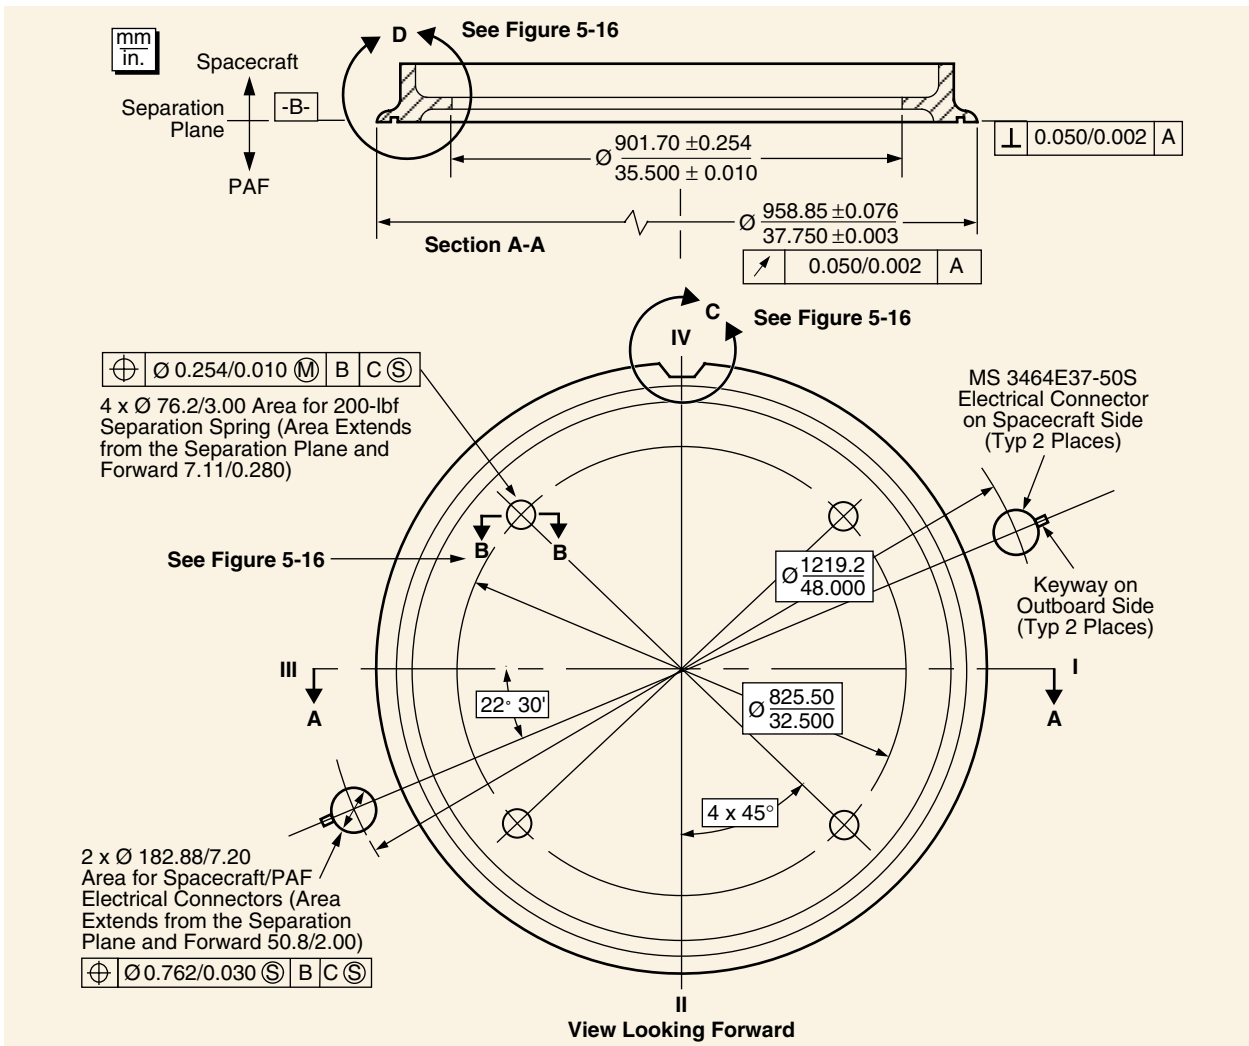 mm
in.
D
See Figure 5-16
Spacecraft
Separation
Plane
-B-
PAF
Ø 901.70 ±0.254
35.500 ± 0.010
⊥ 0.050/0.002 A
Ø 958.85 ±0.076
37.750 ±0.003
↗ 0.050/0.002 A
Section A-A
C
See Figure 5-16
IV
⌖ Ø 0.254/0.010 Ⓜ B C Ⓢ
4 x Ø 76.2/3.00 Area for 200-lbf
Separation Spring (Area Extends
from the Separation Plane and
Forward 7.11/0.280)
MS 3464E37-50S
Electrical Connector
on Spacecraft Side
(Typ 2 Places)
B
B
See Figure 5-16
Ø 1219.2
48.000
Keyway on
Outboard Side
(Typ 2 Places)
III
I
A
A
22° 30'
Ø 825.50
32.500
4 x 45°
2 x Ø 182.88/7.20
Area for Spacecraft/PAF
Electrical Connectors (Area
Extends from the Separation
Plane and Forward 50.8/2.00)
⌖ Ø 0.762/0.030 Ⓢ B C Ⓢ
II
View Looking Forward